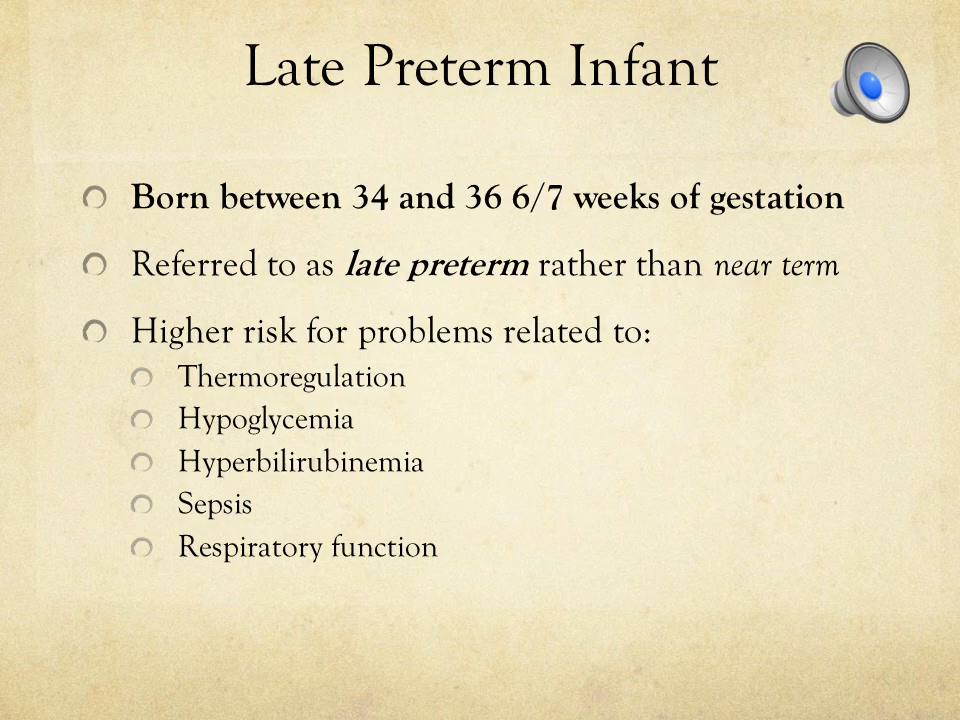 Late Preterm Infant
Born between 34 and 36 6/7 weeks of gestation
Referred to as late preterm rather than near term
Higher risk for problems related to:
Thermoregulation
Hypoglycemia
Hyperbilirubinemia
Sepsis
Respiratory function